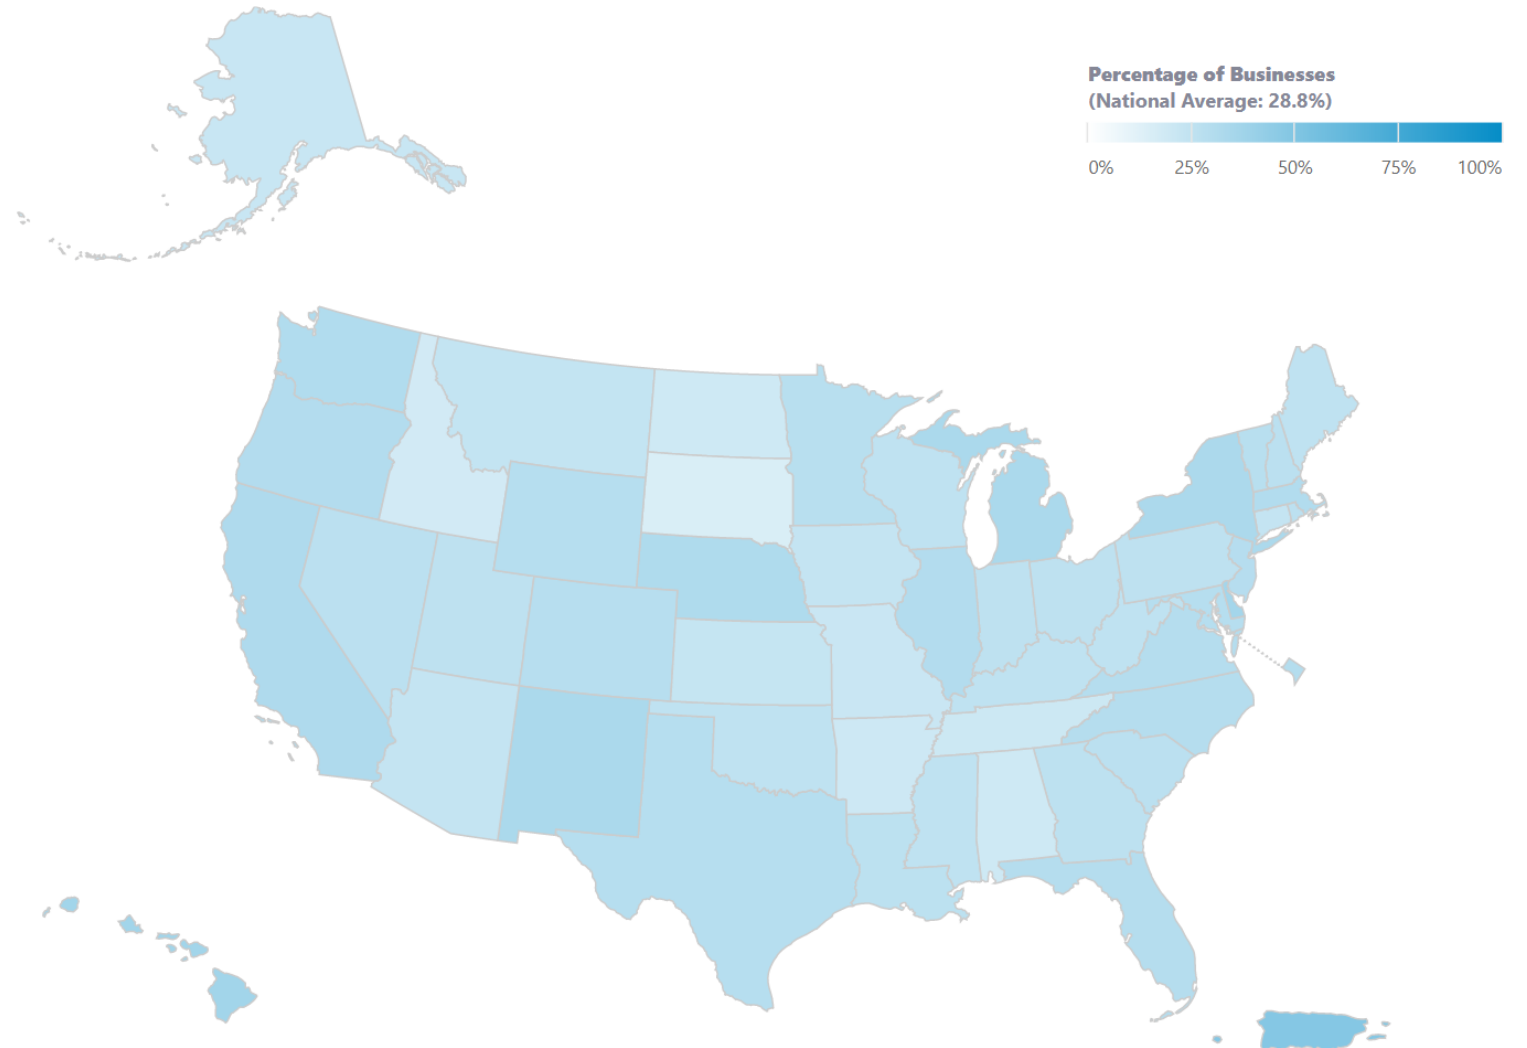 Percentage of Businesses
(National Average: 28.8%)
0% 25% 50% 75% 100%